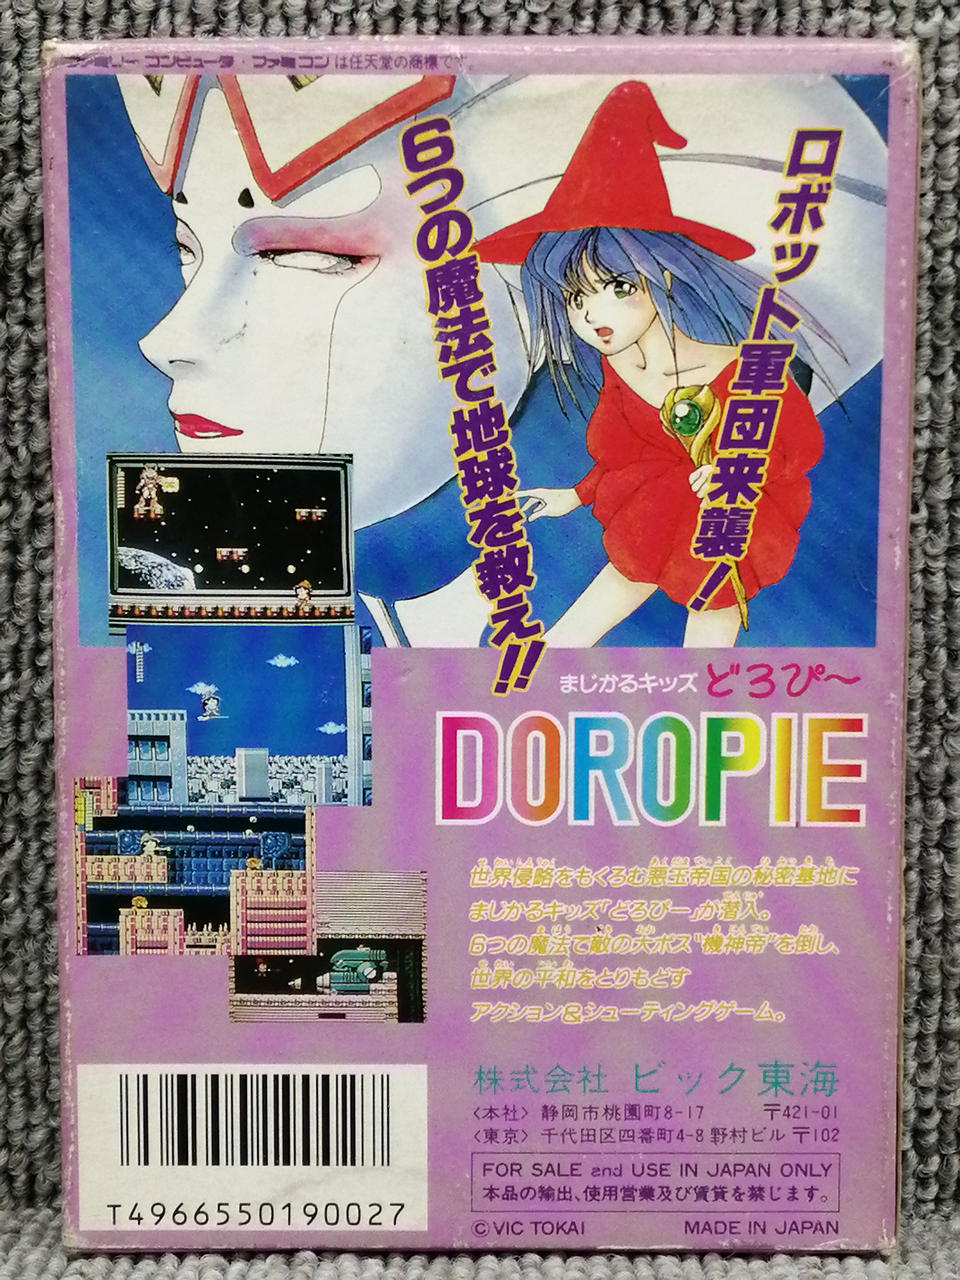 ファミリーコンピュータ・ファミコンは任天堂の商標です。
ロボット軍団来襲!
6つの魔法で地球を救え!!
まじかるキッズどろぴ〜
DOROPIE
世界侵略をもくろむ悪玉帝国の秘密基地に
まじかるキッズ「どろぴー」が潜入。
6つの魔法で敵の大ボス"機神帝"を倒し、
世界の平和をとりもどす
アクション&シューティングゲーム。
株式会社 ビック東海
〈本社〉 静岡市桃園町8-17 〒421-01
〈東京〉 千代田区四番町4-8 野村ビル 〒102
FOR SALE and USE IN JAPAN ONLY
本品の輸出、使用営業及び賃貸を禁じます。
T4966550190027
©VIC TOKAI MADE IN JAPAN